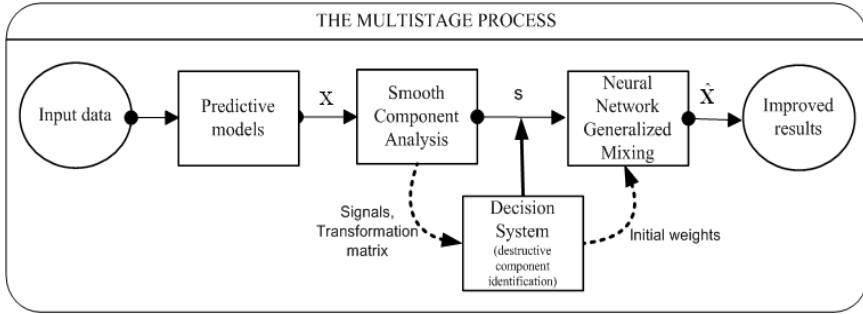 THE MULTISTAGE PROCESS
Input data
Predictive
models
X
Smooth
Component
Analysis
s
Neural
Network
Generalized
Mixing
X̂
Improved
results
Signals,
Transformation
matrix
Decision
System
(destructive
component
identification)
Initial weights